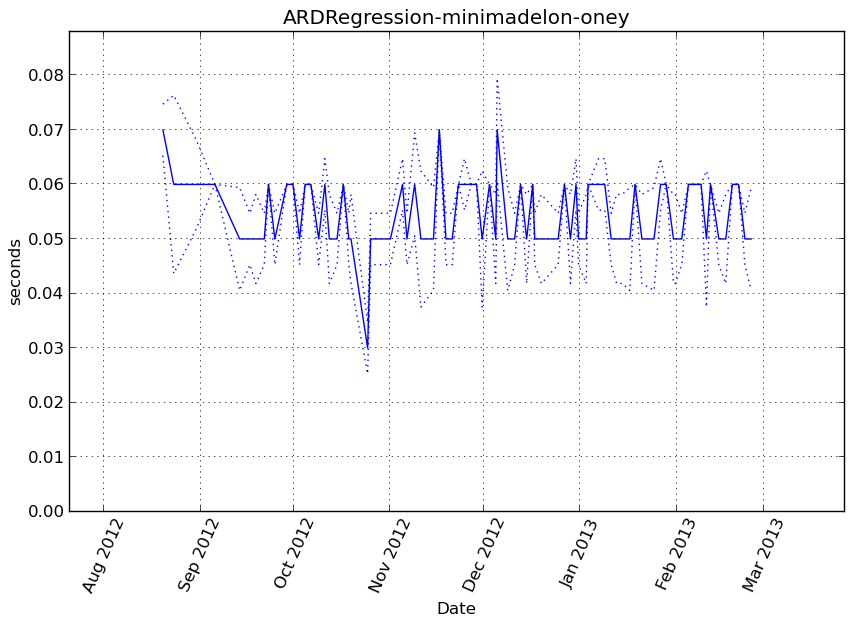 ARDRegression-minimadelon-oney
0.08
0.07
0.06
0.05
0.04
0.03
0.02
0.01
0.00
seconds
Aug 2012
Sep 2012
Oct 2012
Nov 2012
Dec 2012
Jan 2013
Feb 2013
Mar 2013
Date